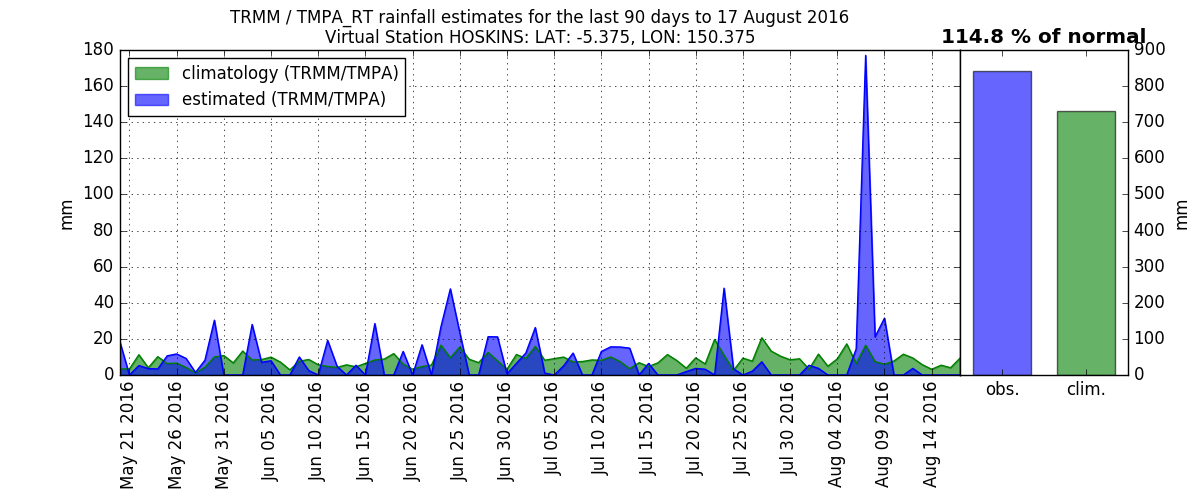 TRMM / TMPA_RT rainfall estimates for the last 90 days to 17 August 2016
Virtual Station HOSKINS: LAT: -5.375, LON: 150.375
114.8 % of normal
climatology (TRMM/TMPA)
estimated (TRMM/TMPA)
mm
180
160
140
120
100
80
60
40
20
0
May 21 2016
May 26 2016
May 31 2016
Jun 05 2016
Jun 10 2016
Jun 15 2016
Jun 20 2016
Jun 25 2016
Jun 30 2016
Jul 05 2016
Jul 10 2016
Jul 15 2016
Jul 20 2016
Jul 25 2016
Jul 30 2016
Aug 04 2016
Aug 09 2016
Aug 14 2016
obs.
clim.
900
800
700
600
500
400
300
200
100
0
mm